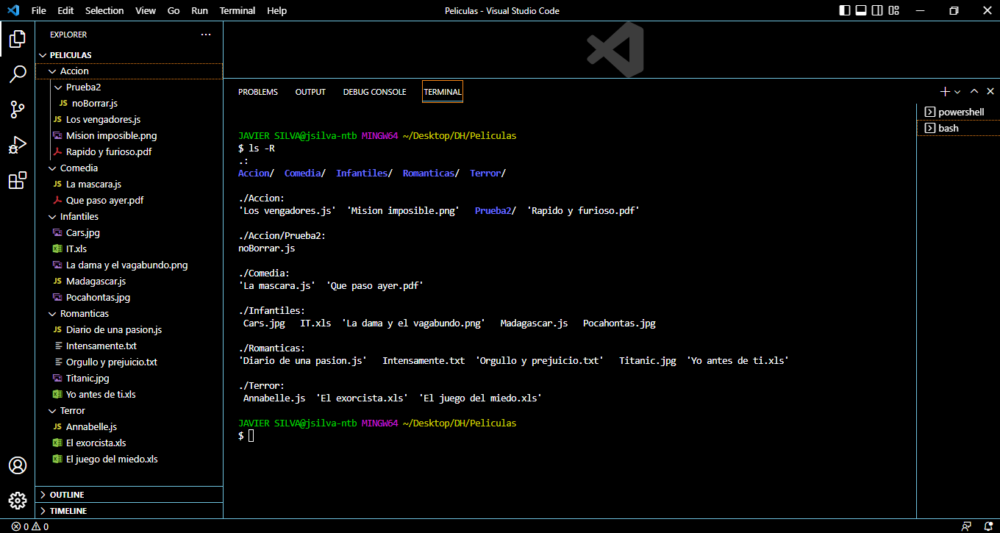 File Edit Selection View Go Run Terminal Help Peliculas - Visual Studio Code
EXPLORER ···
PELICULAS
Accion
Prueba2
JS noBorrar.js
JS Los vengadores.js
Mision imposible.png
Rapido y furioso.pdf
Comedia
JS La mascara.js
Que paso ayer.pdf
Infantiles
Cars.jpg
IT.xls
La dama y el vagabundo.png
JS Madagascar.js
Pocahontas.jpg
Romanticas
JS Diario de una pasion.js
Intensamente.txt
Orgullo y prejuicio.txt
Titanic.jpg
Yo antes de ti.xls
Terror
JS Annabelle.js
El exorcista.xls
El juego del miedo.xls
OUTLINE
TIMELINE
PROBLEMS OUTPUT DEBUG CONSOLE TERMINAL
JAVIER SILVA@jsilva-ntb MINGW64 ~/Desktop/DH/Peliculas
$ ls -R
.:
Accion/ Comedia/ Infantiles/ Romanticas/ Terror/
./Accion:
'Los vengadores.js' 'Mision imposible.png' Prueba2/ 'Rapido y furioso.pdf'
./Accion/Prueba2:
noBorrar.js
./Comedia:
'La mascara.js' 'Que paso ayer.pdf'
./Infantiles:
Cars.jpg IT.xls 'La dama y el vagabundo.png' Madagascar.js Pocahontas.jpg
./Romanticas:
'Diario de una pasion.js' Intensamente.txt 'Orgullo y prejuicio.txt' Titanic.jpg 'Yo antes de ti.xls'
./Terror:
Annabelle.js 'El exorcista.xls' 'El juego del miedo.xls'
JAVIER SILVA@jsilva-ntb MINGW64 ~/Desktop/DH/Peliculas
$
powershell
bash
0 0